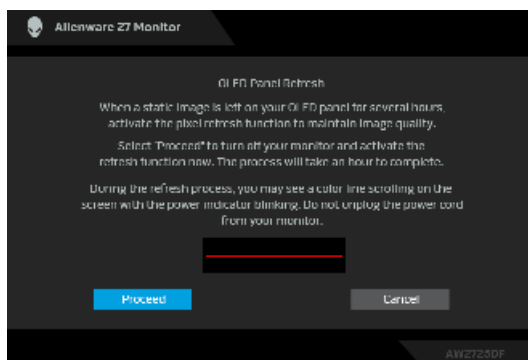 Alienware 27 Monitor
OLED Panel Refresh
When a static image is left on your OLED panel for several hours,
activate the pixel refresh function to maintain image quality.
Select "Proceed" to turn off your monitor and activate the
refresh function now. The process will take an hour to complete.
During the refresh process, you may see a color line scrolling on the
screen with the power indicator blinking. Do not unplug the power cord
from your monitor.
Proceed
Cancel
AW2725DF